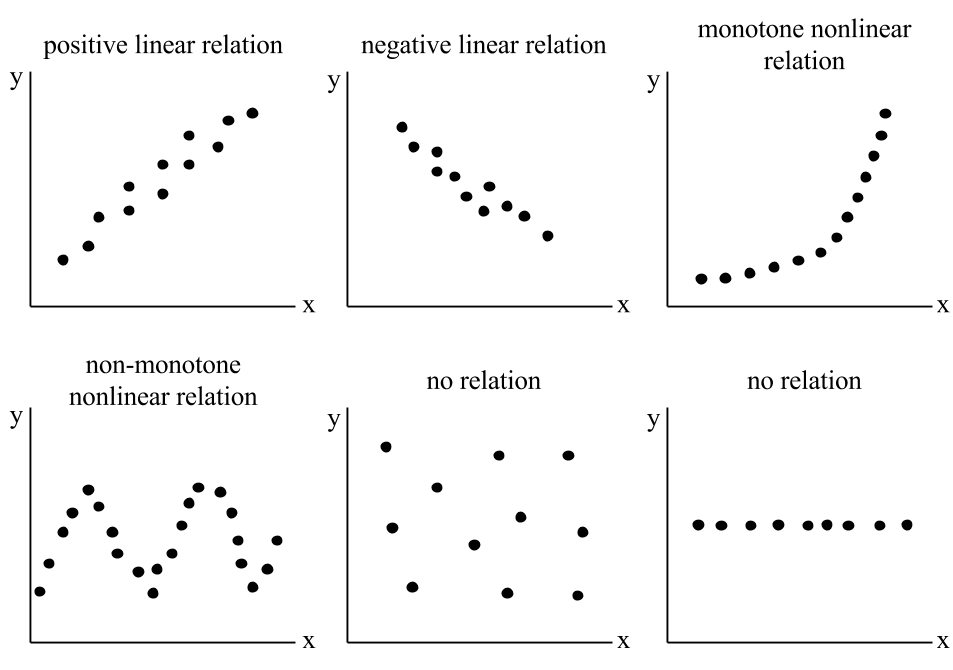 positive linear relation
y
x
negative linear relation
y
x
monotone nonlinear
relation
y
x
non-monotone
nonlinear relation
y
x
no relation
y
x
no relation
y
x